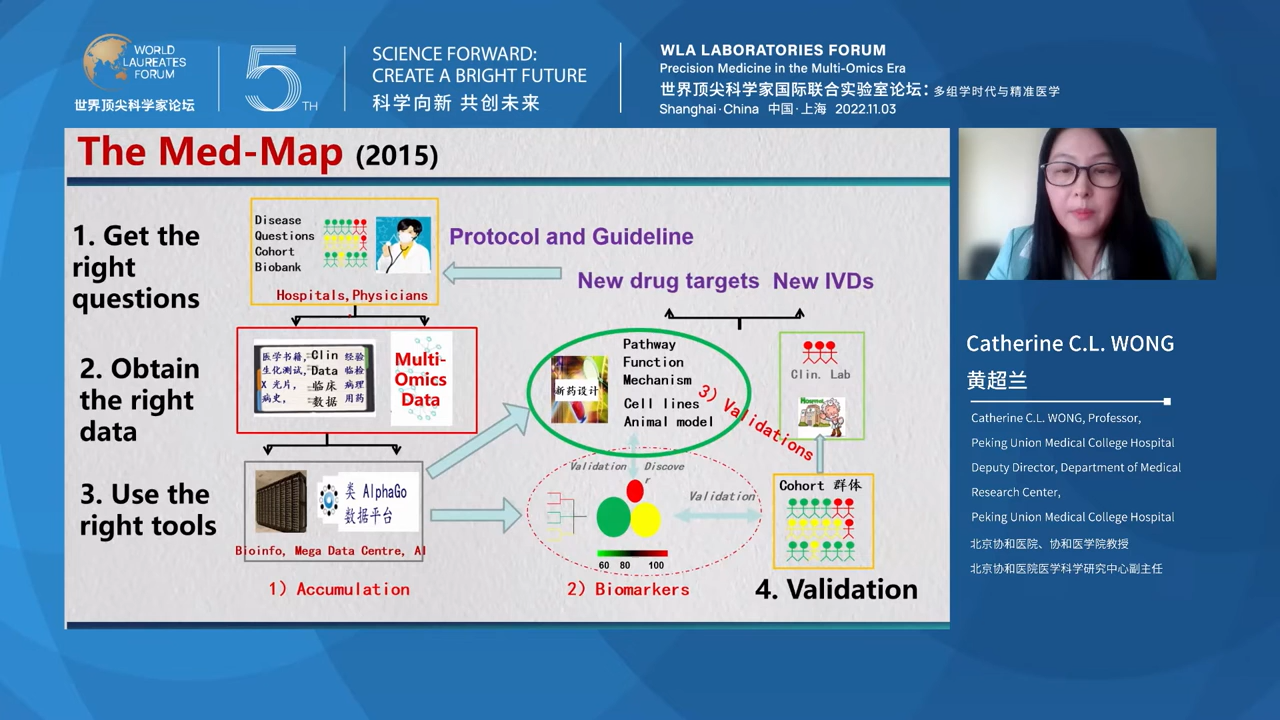 WORLD
LAUREATES
FORUM
世界顶尖科学家论坛
5TH
SCIENCE FORWARD:
CREATE A BRIGHT FUTURE
科学向新 共创未来
WLA LABORATORIES FORUM
Precision Medicine in the Multi-Omics Era
世界顶尖科学家国际联合实验室论坛：多组学时代与精准医学
Shanghai·China 中国·上海 2022.11.03
The Med-Map (2015)
1. Get the
right
questions
Disease
Questions
Cohort
Biobank
Hospitals,Physicians
Protocol and Guideline
New drug targets New IVDs
2. Obtain
the right
data
医学书籍, Clin 经验
生化测试, Data 临检
X 光片, 临床 病理
病史, 数据 用药
Multi-
Omics
Data
新药设计
Pathway
Function
Mechanism
Cell lines
Animal model
3) Validations
Clin. Lab
3. Use the
right tools
类 AlphaGo
数据平台
Bioinfo, Mega Data Centre, AI
1) Accumulation
Validation
Discove
r
Validation
60 80 100
2) Biomarkers
Cohort 群体
4. Validation
Catherine C.L. WONG
黄超兰
Catherine C.L. WONG, Professor,
Peking Union Medical College Hospital
Deputy Director, Department of Medical
Research Center,
Peking Union Medical College Hospital
北京协和医院、协和医学院教授
北京协和医院医学科学研究中心副主任